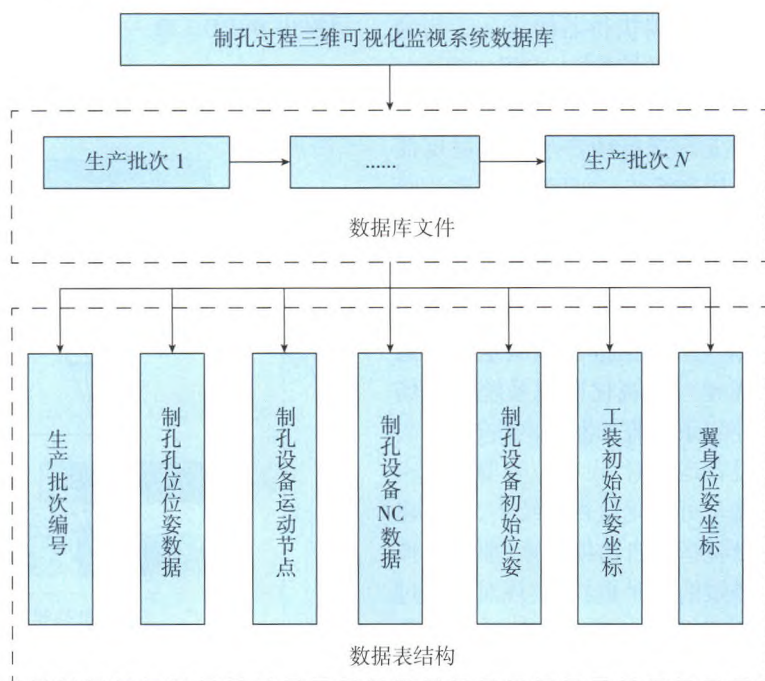 制孔过程三维可视化监视系统数据库
生产批次 1
......
生产批次 N
数据库文件
生产批次编号
制孔孔位位姿数据
制孔设备运动节点
制孔设备NC数据
制孔设备初始位姿
工装初始位姿坐标
翼身位姿坐标
数据表结构